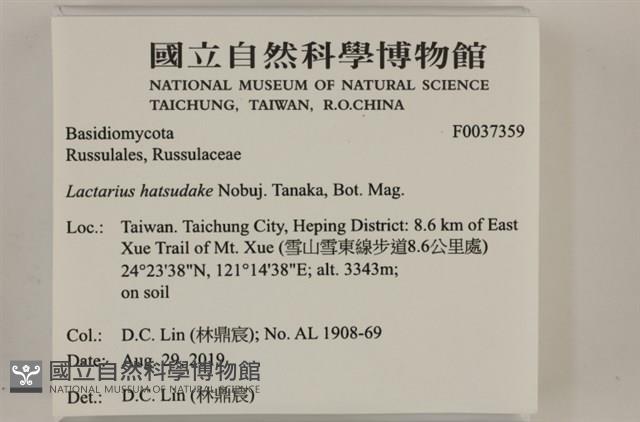 國立自然科學博物館
NATIONAL MUSEUM OF NATURAL SCIENCE
TAICHUNG, TAIWAN, R.O.CHINA
Basidiomycota F0037359
Russulales, Russulaceae
Lactarius hatsudake Nobuj. Tanaka, Bot. Mag.
Loc.: Taiwan. Taichung City, Heping District: 8.6 km of East
Xue Trail of Mt. Xue (雪山雪東線步道8.6公里處)
24°23'38"N, 121°14'38"E; alt. 3343m;
on soil
Col.: D.C. Lin (林鼎宸); No. AL 1908-69
Date: Aug. 29, 2019
國立自然科學博物館
NATIONAL MUSEUM OF NATURAL SCIENCE
Det.: D.C. Lin (林鼎宸)